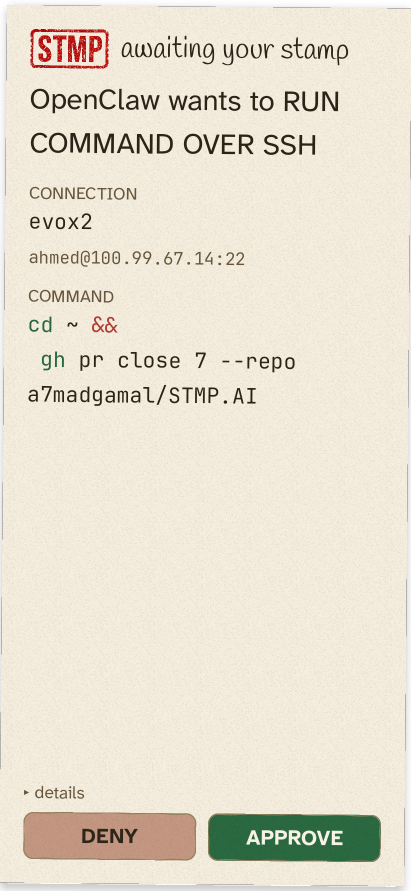 STMP awaiting your stamp
OpenClaw wants to RUN
COMMAND OVER SSH
CONNECTION
evox2
ahmed@100.99.67.14:22
COMMAND
cd ~ &&
gh pr close 7 --repo
a7madgamal/STMP.AI
▸ details
DENY APPROVE